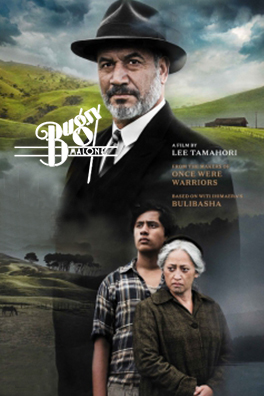 Bugsy
MALONE
A FILM BY
LEE TAMAHORI
FROM THE MAKERS OF
ONCE WERE
WARRIORS
BASED ON WITI IHIMAERA'S
BULIBASHA